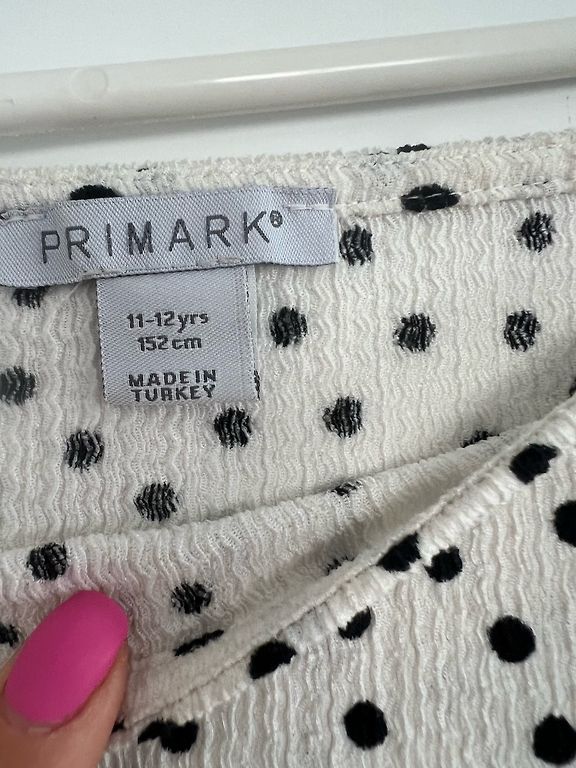 PRIMARK®
11-12yrs
152cm
MADE IN
TURKEY